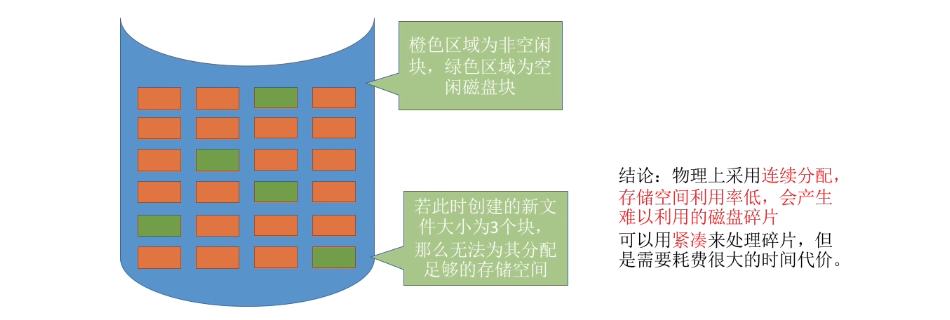 橙色区域为非空闲
块，绿色区域为空
闲磁盘块
若此时创建的新文
件大小为3个块，
那么无法为其分配
足够的存储空间
结论：物理上采用连续分配，
存储空间利用率低，会产生
难以利用的磁盘碎片
可以用紧凑来处理碎片，但
是需要耗费很大的时间代价。